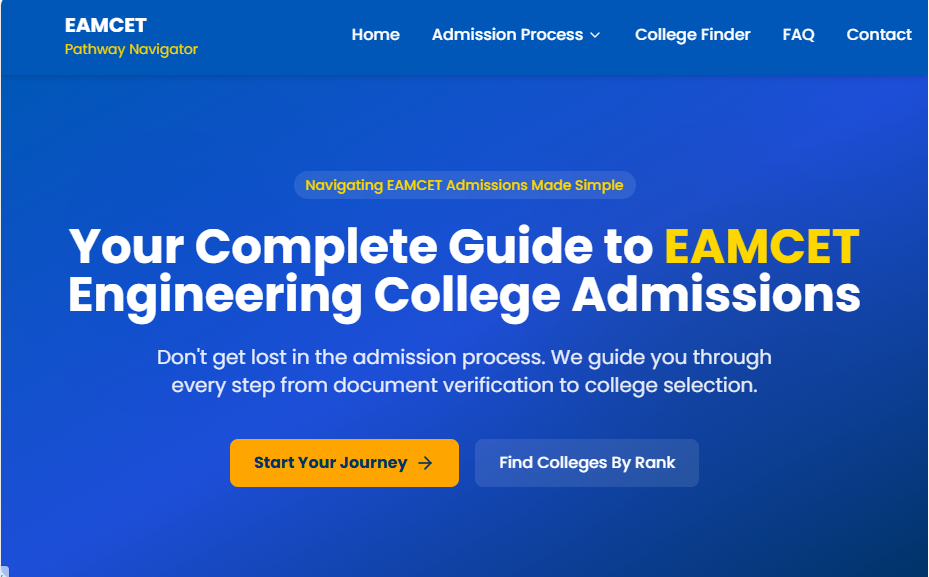 EAMCET
Pathway Navigator
Home
Admission Process
College Finder
FAQ
Contact
Navigating EAMCET Admissions Made Simple
Your Complete Guide to EAMCET
Engineering College Admissions
Don't get lost in the admission process. We guide you through
every step from document verification to college selection.
Start Your Journey →
Find Colleges By Rank